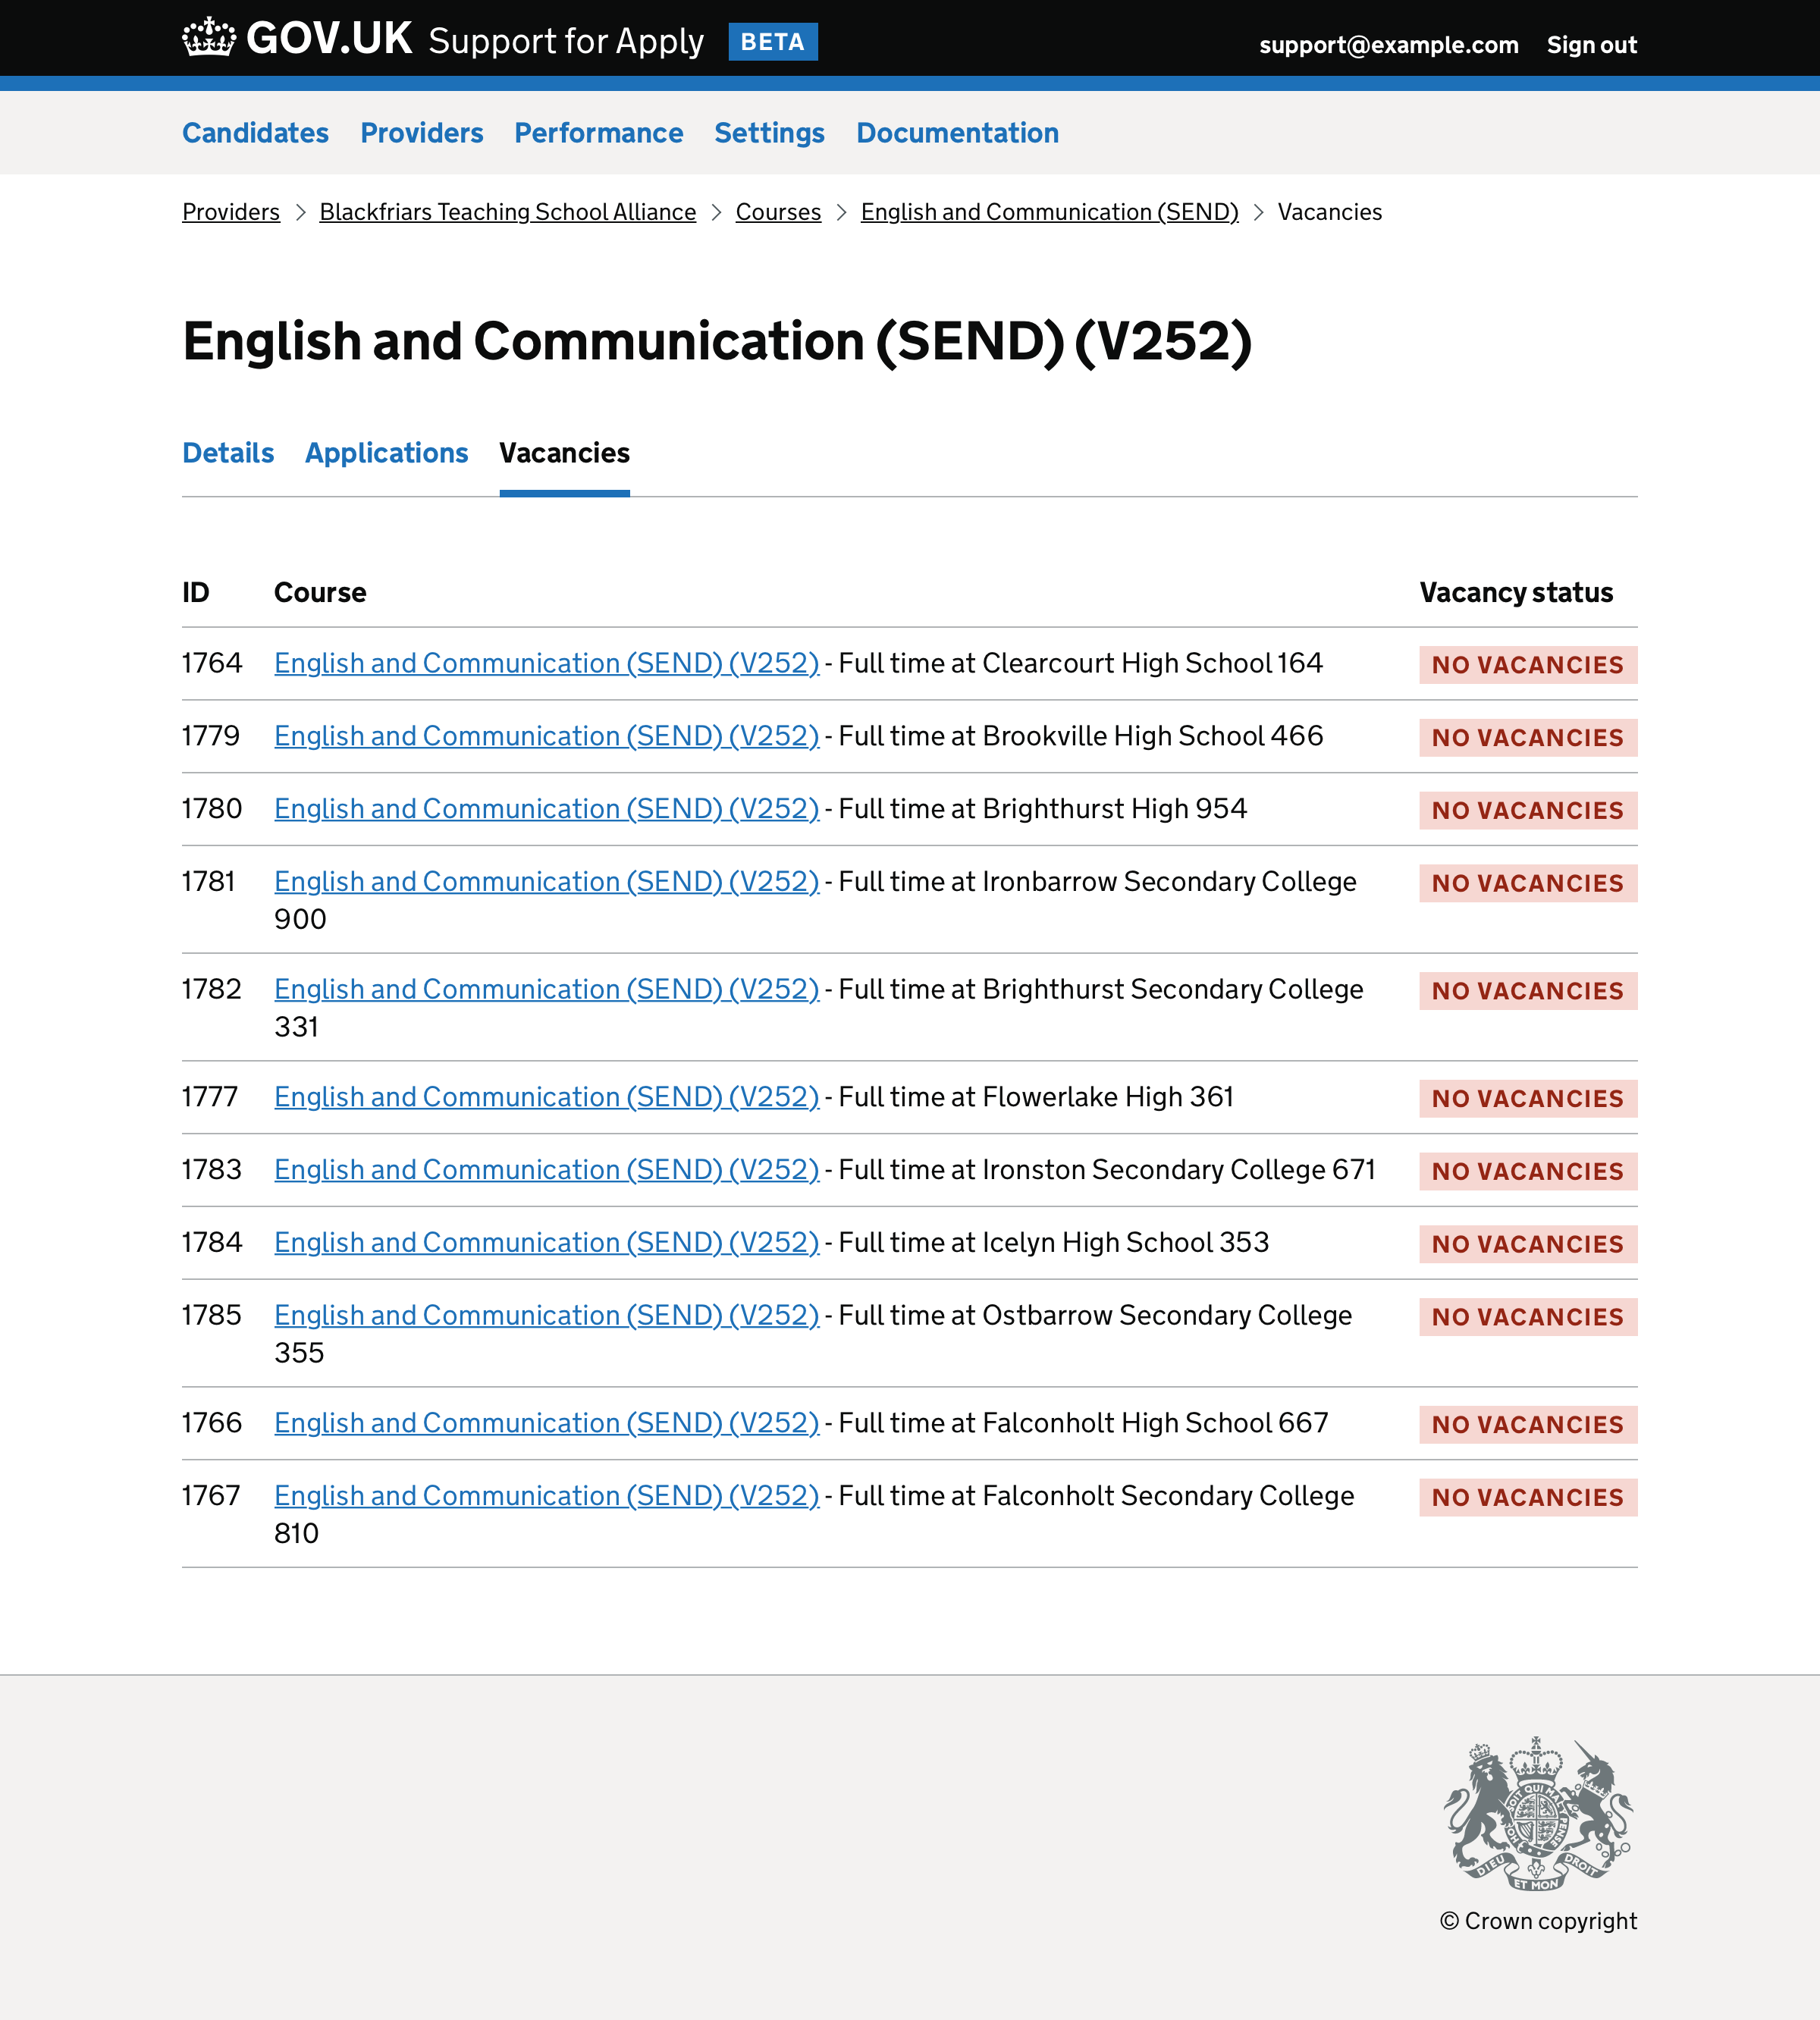 GOV.UK Support for Apply BETA support@example.com Sign out
Candidates Providers Performance Settings Documentation
Providers > Blackfriars Teaching School Alliance > Courses > English and Communication (SEND) > Vacancies
English and Communication (SEND) (V252)
Details Applications Vacancies
ID Course Vacancy status
1764 English and Communication (SEND) (V252) - Full time at Clearcourt High School 164 NO VACANCIES
1779 English and Communication (SEND) (V252) - Full time at Brookville High School 466 NO VACANCIES
1780 English and Communication (SEND) (V252) - Full time at Brighthurst High 954 NO VACANCIES
1781 English and Communication (SEND) (V252) - Full time at Ironbarrow Secondary College NO VACANCIES
900
1782 English and Communication (SEND) (V252) - Full time at Brighthurst Secondary College NO VACANCIES
331
1777 English and Communication (SEND) (V252) - Full time at Flowerlake High 361 NO VACANCIES
1783 English and Communication (SEND) (V252) - Full time at Ironston Secondary College 671 NO VACANCIES
1784 English and Communication (SEND) (V252) - Full time at Icelyn High School 353 NO VACANCIES
1785 English and Communication (SEND) (V252) - Full time at Ostbarrow Secondary College NO VACANCIES
355
1766 English and Communication (SEND) (V252) - Full time at Falconholt High School 667 NO VACANCIES
1767 English and Communication (SEND) (V252) - Full time at Falconholt Secondary College NO VACANCIES
810
DIEU ET MON DROIT
© Crown copyright